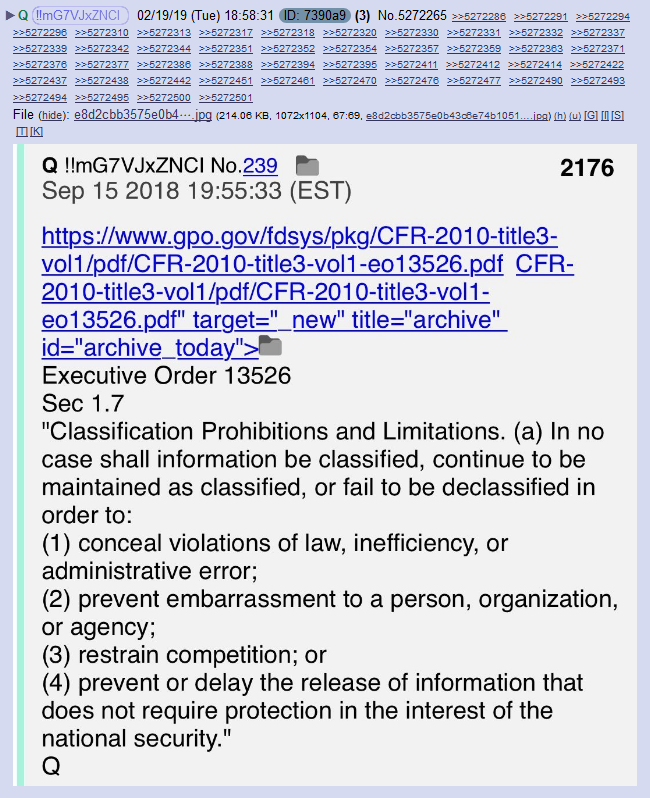 ▶ Q !!mG7VJxZNCI 02/19/19 (Tue) 18:58:31 ID: 7390a9 (3) No.5272265 >>5272286 >>5272291 >>5272294
>>5272296 >>5272310 >>5272313 >>5272317 >>5272318 >>5272320 >>5272330 >>5272331 >>5272332 >>5272337
>>5272339 >>5272342 >>5272344 >>5272351 >>5272352 >>5272354 >>5272357 >>5272359 >>5272363 >>5272371
>>5272376 >>5272377 >>5272386 >>5272388 >>5272394 >>5272395 >>5272411 >>5272412 >>5272414 >>5272422
>>5272437 >>5272438 >>5272442 >>5272451 >>5272461 >>5272470 >>5272476 >>5272477 >>5272490 >>5272493
>>5272494 >>5272495 >>5272500 >>5272501
File (hide): e8d2cbb3575e0b4⋯.jpg (214.06 KB, 1072x1104, 67:69, e8d2cbb3575e0b43c6e74b1051….jpg) (h) (u) [G] [I] [S]
[T] [K]
Q !!mG7VJxZNCI No.239 2176
Sep 15 2018 19:55:33 (EST)
https://www.gpo.gov/fdsys/pkg/CFR-2010-title3-
vol1/pdf/CFR-2010-title3-vol1-eo13526.pdf CFR-
2010-title3-vol1/pdf/CFR-2010-title3-vol1-
eo13526.pdf" target="_new" title="archive"
id="archive_today">
Executive Order 13526
Sec 1.7
"Classification Prohibitions and Limitations. (a) In no
case shall information be classified, continue to be
maintained as classified, or fail to be declassified in
order to:
(1) conceal violations of law, inefficiency, or
administrative error;
(2) prevent embarrassment to a person, organization,
or agency;
(3) restrain competition; or
(4) prevent or delay the release of information that
does not require protection in the interest of the
national security."
Q